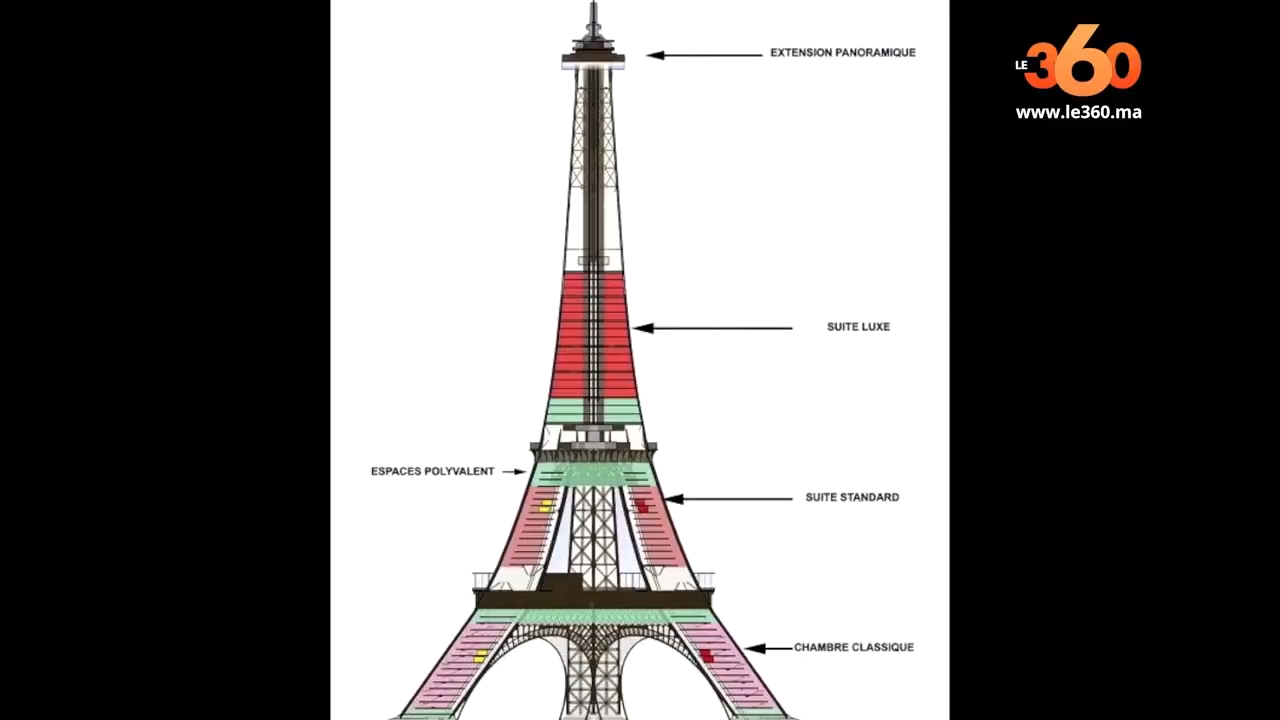 EXTENSION PANORAMIQUE
LE 360
www.le360.ma
SUITE LUXE
ESPACES POLYVALENT
SUITE STANDARD
CHAMBRE CLASSIQUE